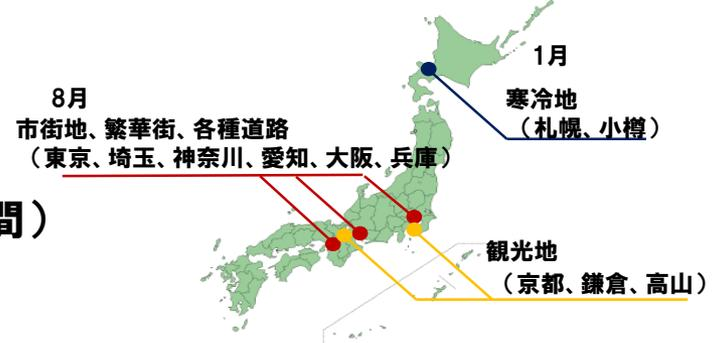 1月
8月
寒冷地
（札幌、小樽）
市街地、繁華街、各種道路
（東京、埼玉、神奈川、愛知、大阪、兵庫）
間）
観光地
（京都、鎌倉、高山）